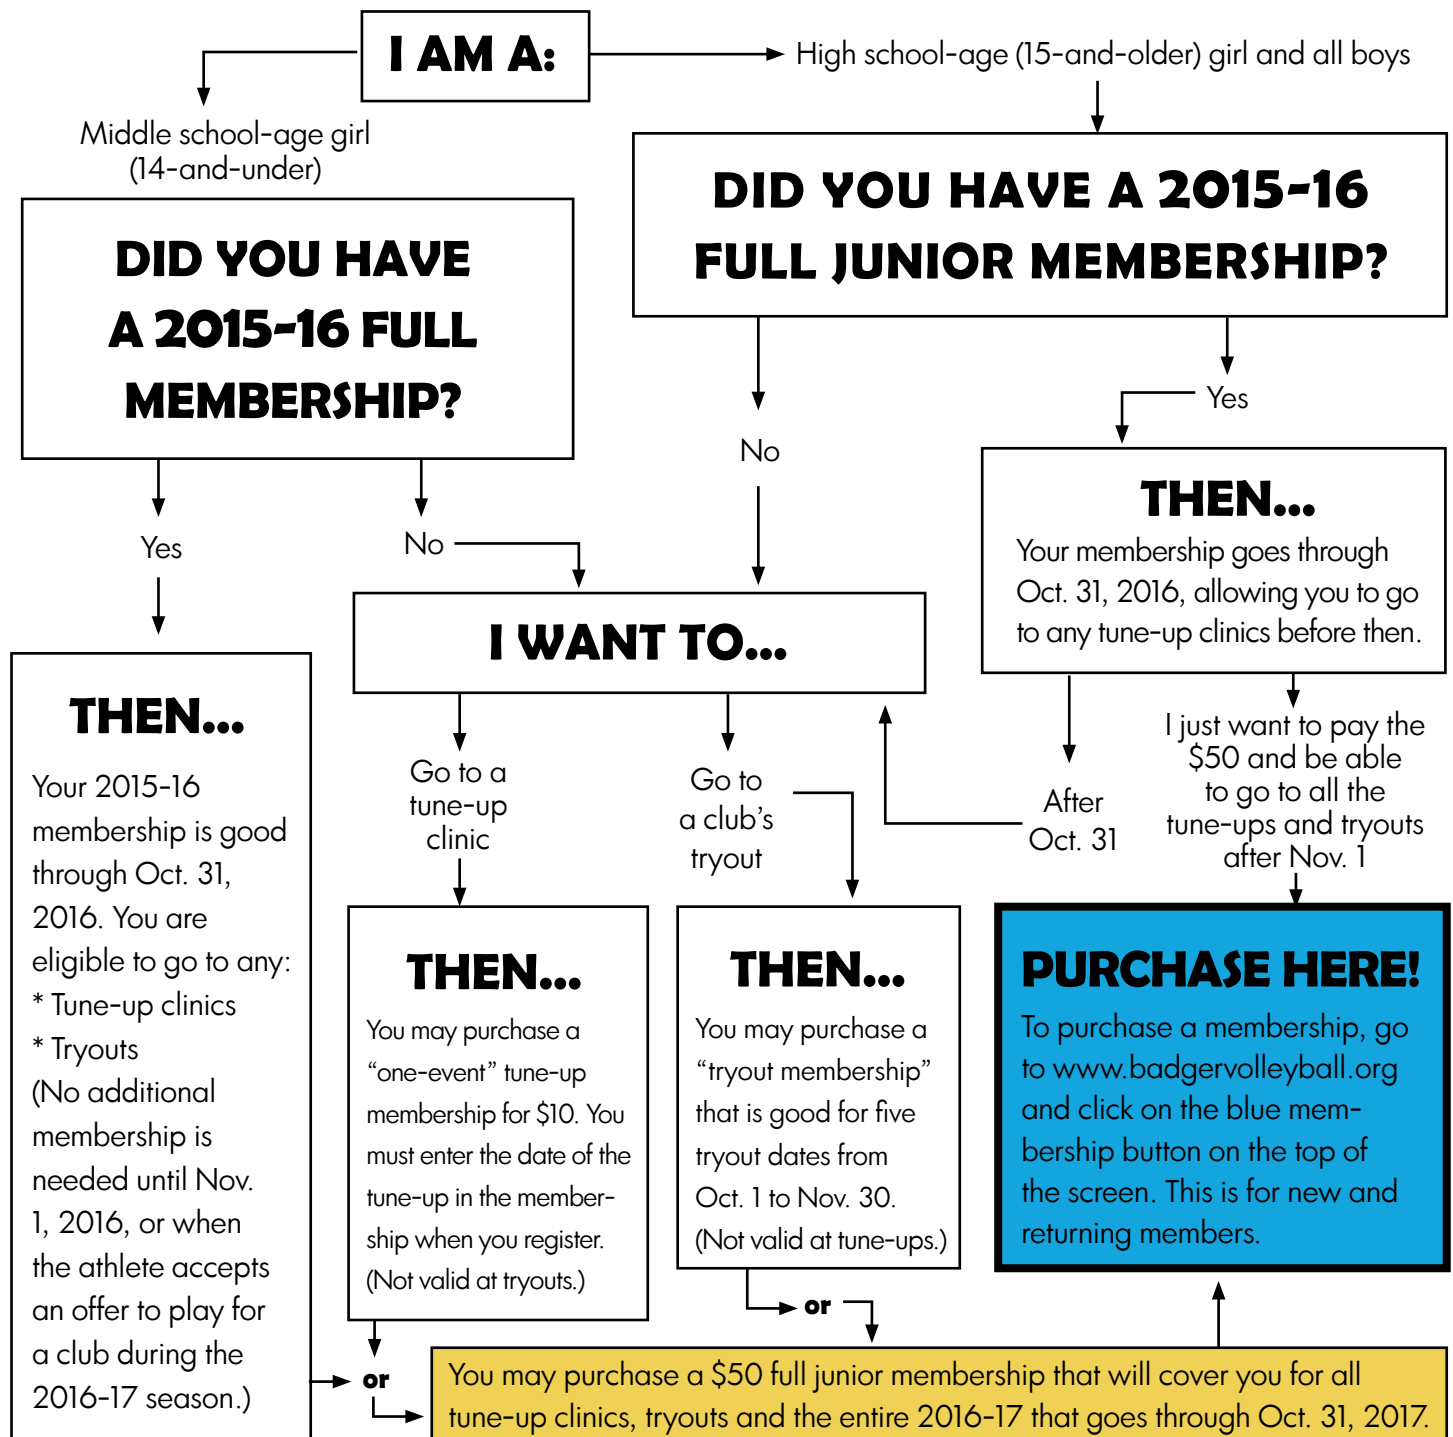 I AM A:
High school-age (15-and-older) girl and all boys
Middle school-age girl
(14-and-under)
DID YOU HAVE A 2015-16
FULL JUNIOR MEMBERSHIP?
DID YOU HAVE
A 2015-16 FULL
MEMBERSHIP?
Yes
No
No
Yes
THEN...
Your membership goes through
Oct. 31, 2016, allowing you to go
to any tune-up clinics before then.
I WANT TO...
THEN...
Your 2015-16
membership is good
through Oct. 31,
2016. You are
eligible to go to any:
* Tune-up clinics
* Tryouts
(No additional
membership is
needed until Nov.
1, 2016, or when
the athlete accepts
an offer to play for
a club during the
2016-17 season.)
Go to a
tune-up
clinic
Go to
a club's
tryout
After
Oct. 31
I just want to pay the
$50 and be able
to go to all the
tune-ups and tryouts
after Nov. 1
THEN...
You may purchase a
“one-event” tune-up
membership for $10. You
must enter the date of the
tune-up in the member-
ship when you register.
(Not valid at tryouts.)
THEN...
You may purchase a
“tryout membership”
that is good for five
tryout dates from
Oct. 1 to Nov. 30.
(Not valid at tune-ups.)
PURCHASE HERE!
To purchase a membership, go
to www.badgervolleyball.org
and click on the blue mem-
bership button on the top of
the screen. This is for new and
returning members.
or
or
You may purchase a $50 full junior membership that will cover you for all
tune-up clinics, tryouts and the entire 2016-17 that goes through Oct. 31, 2017.